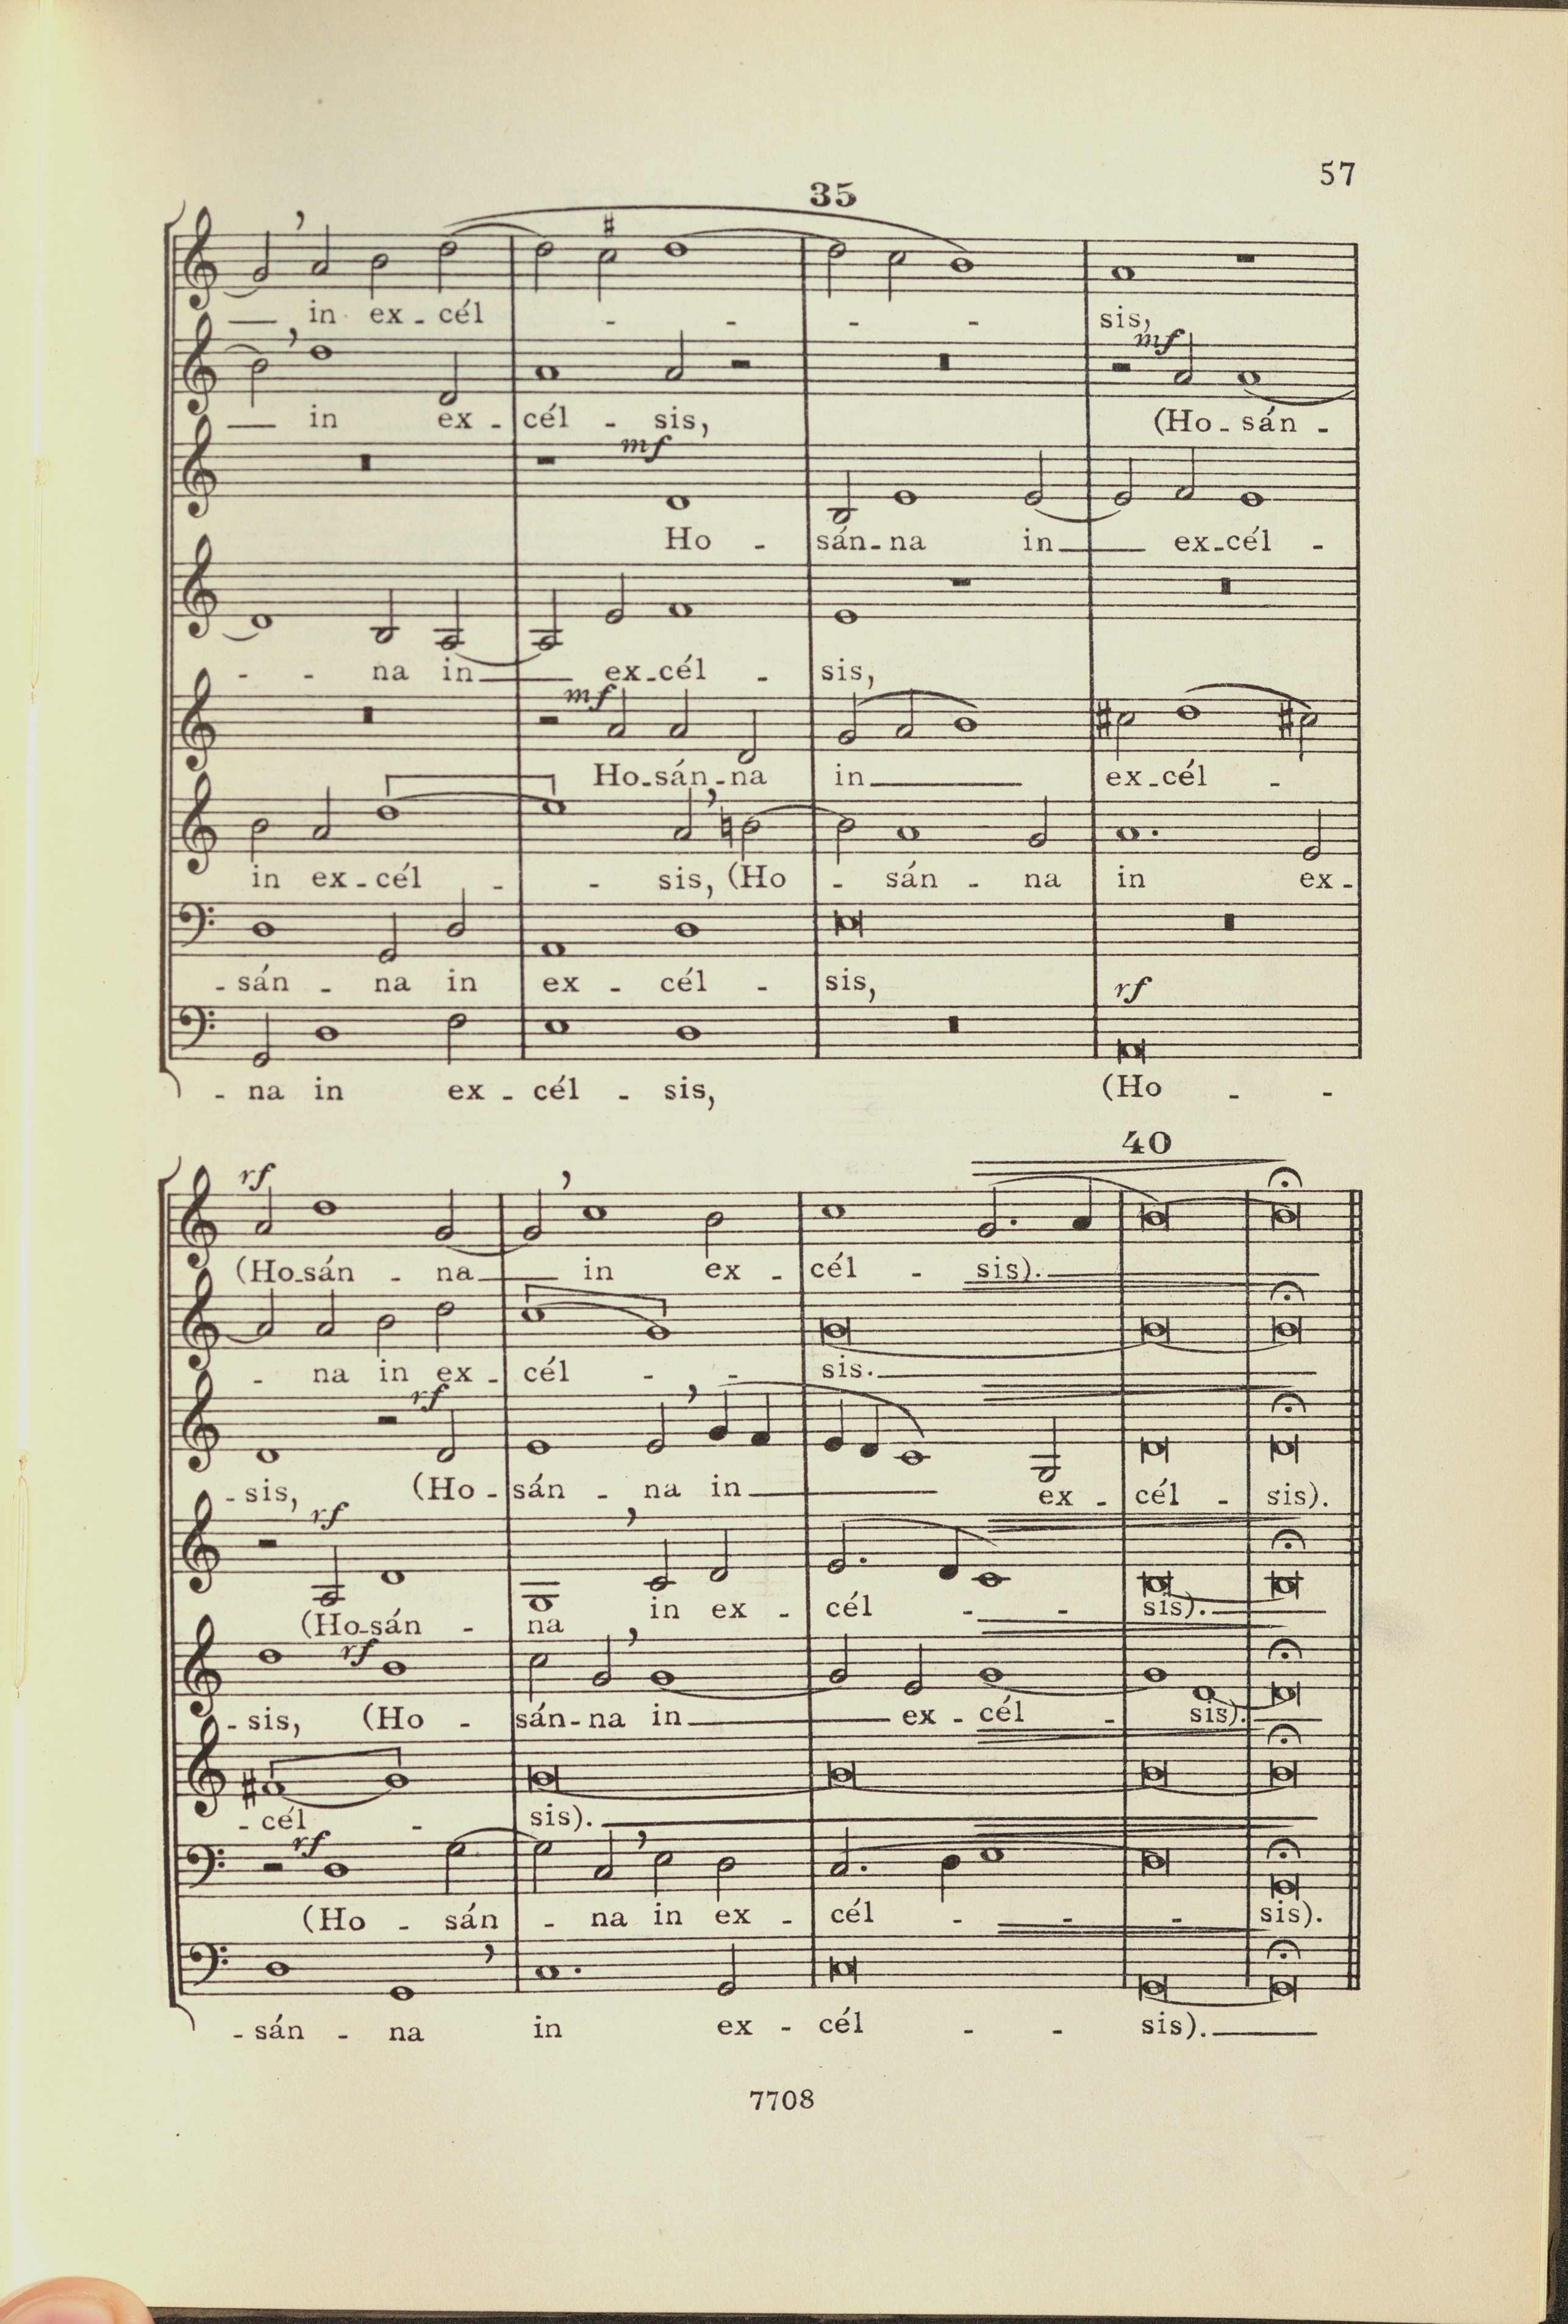 57
35
in ex - cél - - - - sis,
mf
in ex - cél - sis, (Ho - sán -
mf
Ho - sán - na in ex - cél -
- - na in ex - cél - sis,
mf
Ho - sán - na in ex - cél -
in ex - cél - - sis, (Ho - sán - na in ex -
- sán - na in ex - cél - sis,
rf
- na in ex - cél - sis, (Ho - -
40
rf
(Ho - sán - na in ex - cél - sis).
- na in ex - cél - - sis.
rf
- sis, (Ho - sán - na in ex - cél - sis).
rf
(Ho - sán - na in ex - cél - - sis).
rf
- sis, (Ho - sán - na in ex - cél - sis).
- cél - sis).
rf
(Ho - sán - na in ex - cél - - - sis).
- sán - na in ex - cél - - sis).
7708